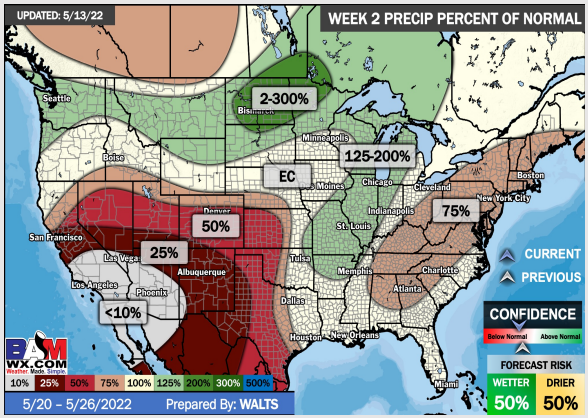 UPDATED: 5/13/22
WEEK 2 PRECIP PERCENT OF NORMAL
Seattle
2-300%
Bismarck
Minneapolis
125-200%
Boise
EC
Moines
Chicago
Cleveland
Boston
New York City
Denver
50%
Indianapolis
75%
San Francisco
St. Louis
Las Vegas
25%
Albuquerque
Tulsa
Memphis
Charlotte
Los Angeles
Phoenix
<10%
Dallas
Atlanta
Houston
New Orleans
Miami
CURRENT
PREVIOUS
CONFIDENCE
Below Normal
Above Normal
FORECAST RISK
WETTER
50%
DRIER
50%
BAM
WX.COM
Weather. Made. Simple.
10% 25% 50% 75% 100% 125% 200% 300% 500%
5/20 – 5/26/2022
Prepared By: WALTS